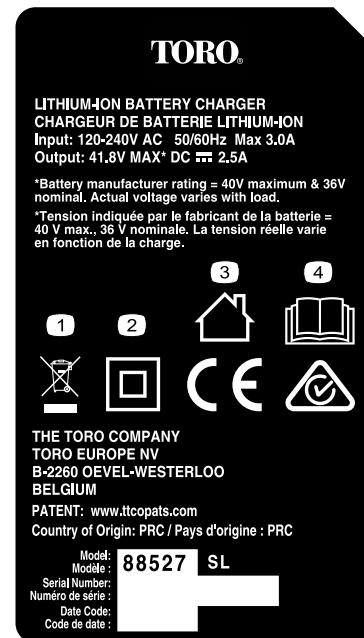 TORO®
LITHIUM-ION BATTERY CHARGER
CHARGEUR DE BATTERIE LITHIUM-ION
Input: 120-240V AC 50/60Hz Max 3.0A
Output: 41.8V MAX* DC ⎓ 2.5A
*Battery manufacturer rating = 40V maximum & 36V
nominal. Actual voltage varies with load.
*Tension indiquée par le fabricant de la batterie =
40 V max., 36 V nominale. La tension réelle varie
en fonction de la charge.
3 4
1 2
CE
THE TORO COMPANY
TORO EUROPE NV
B-2260 OEVEL-WESTERLOO
BELGIUM
PATENT: www.ttcopats.com
Country of Origin: PRC / Pays d'origine : PRC
Model: 88527 SL
Modèle :
Serial Number:
Numéro de série :
Date Code:
Code de date :